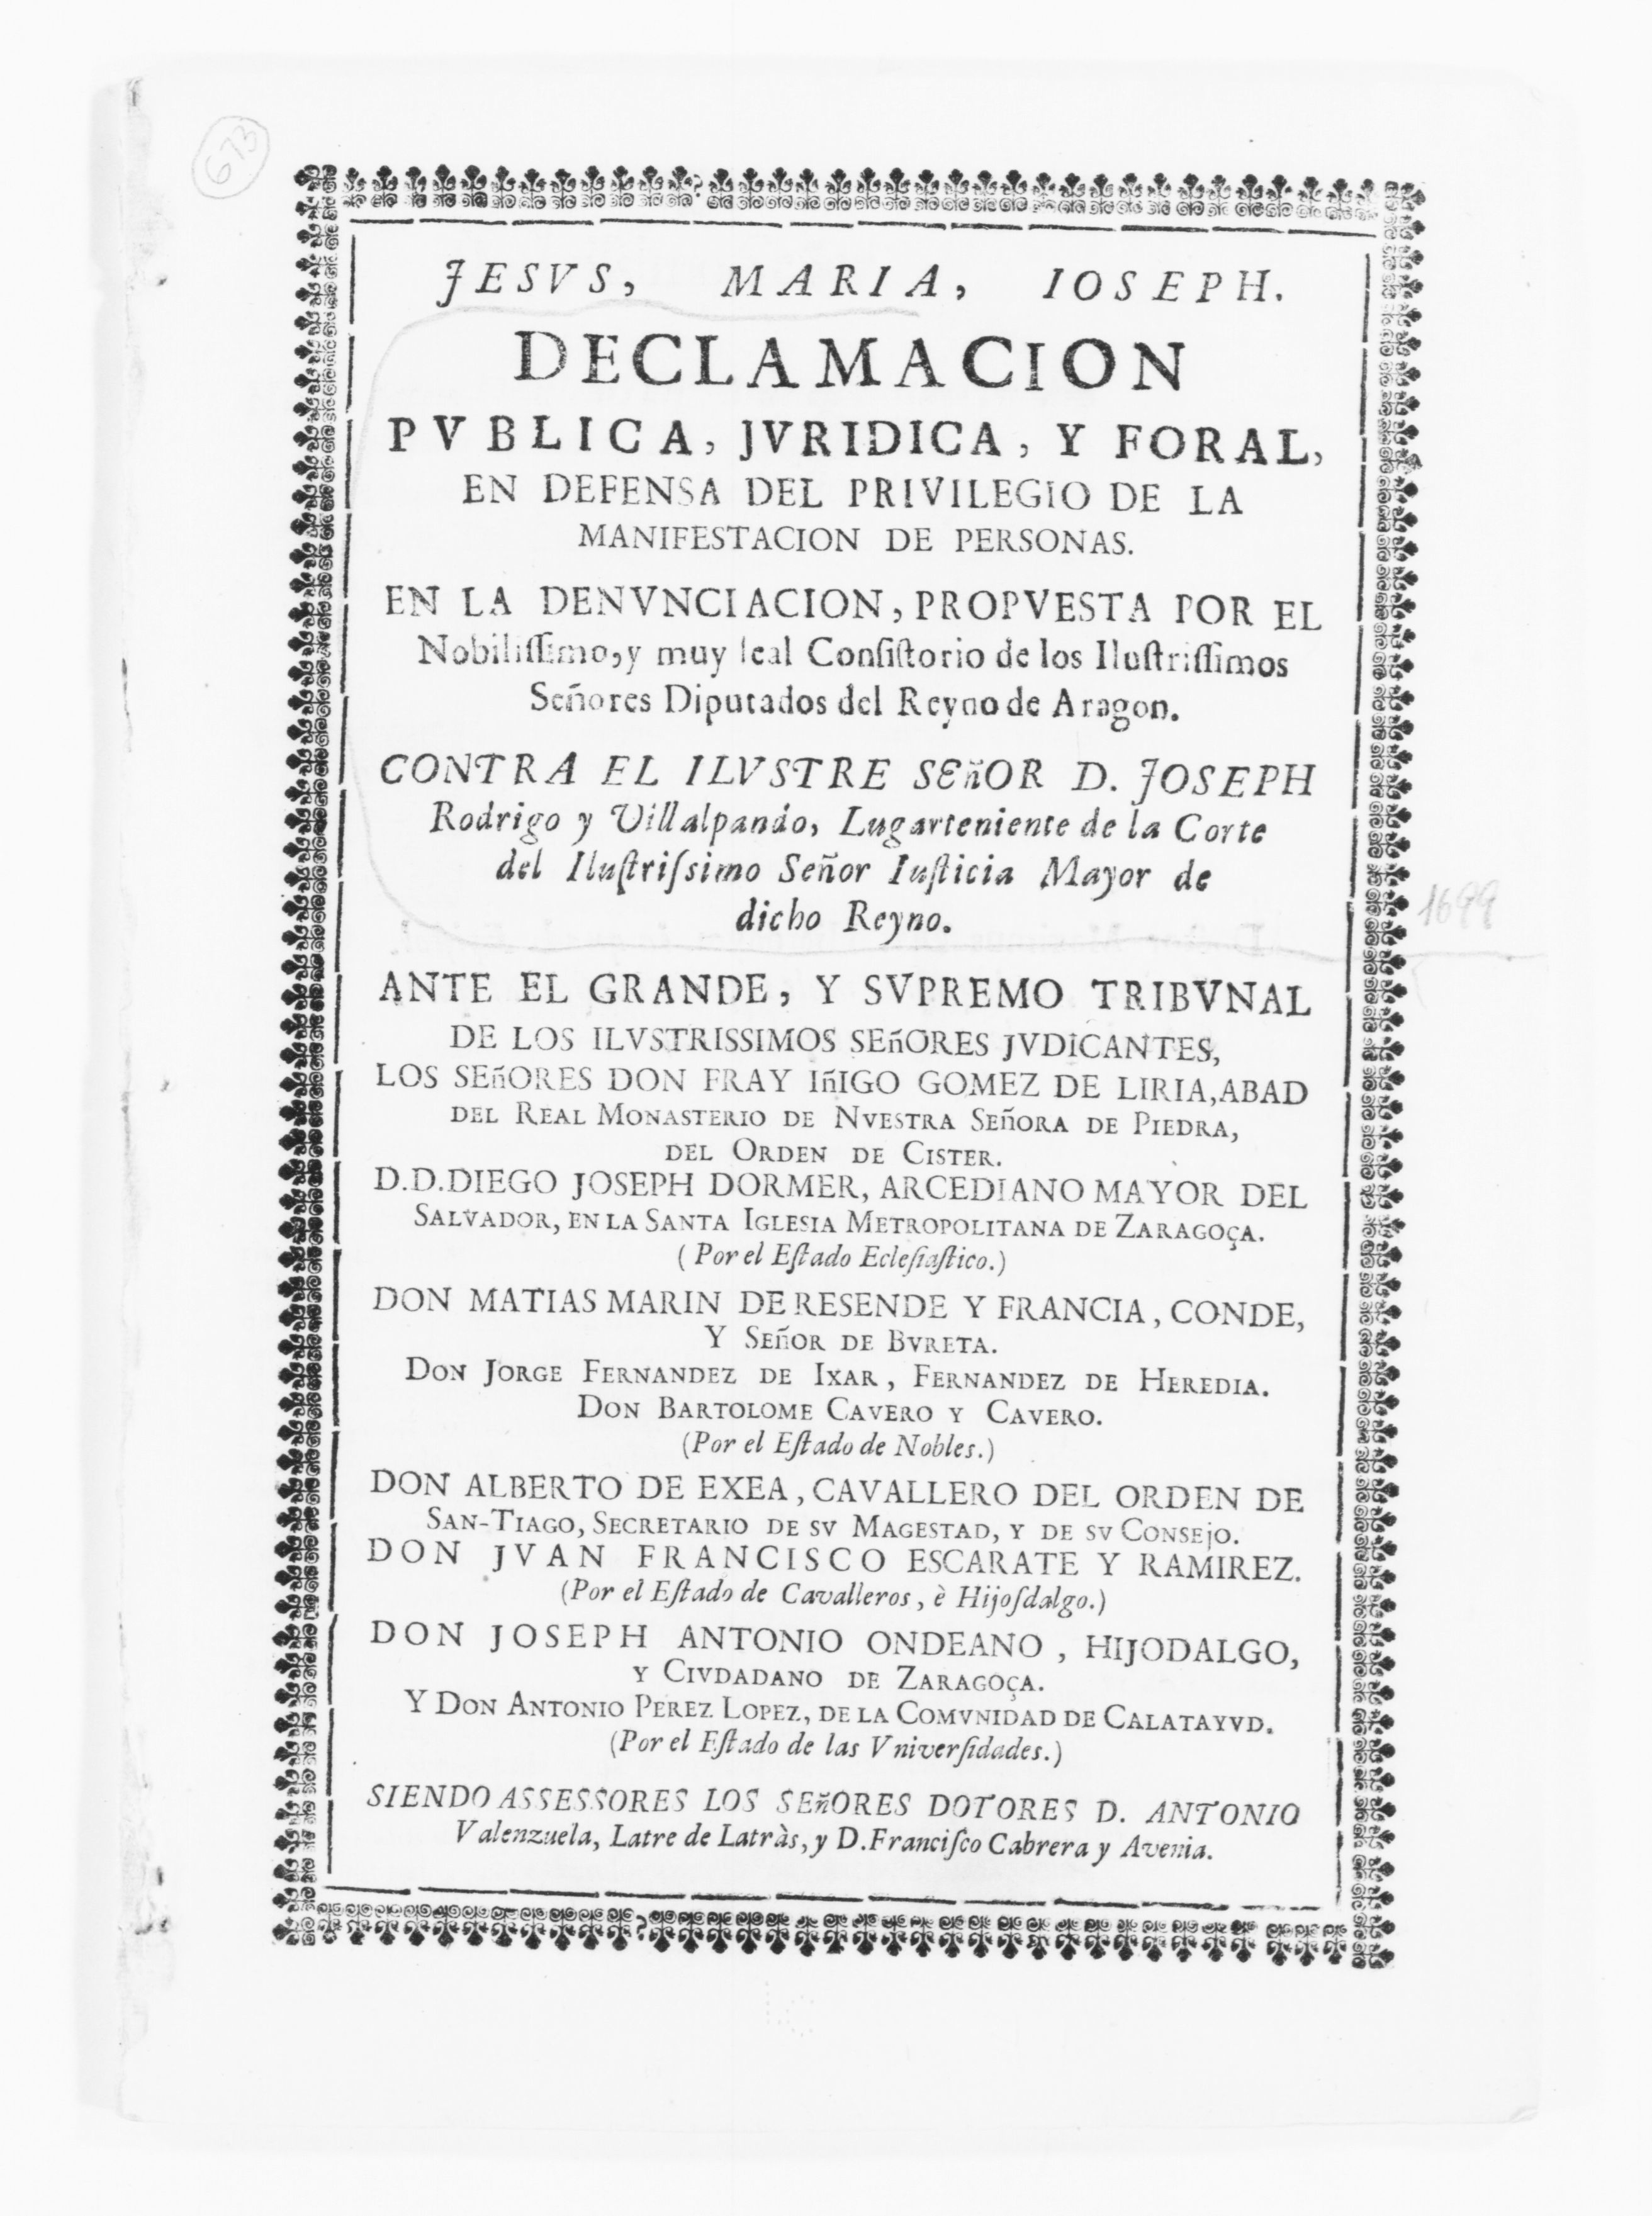 673
JESVS, MARIA, IOSEPH.
DECLAMACION
PVBLICA, JVRIDICA, Y FORAL,
EN DEFENSA DEL PRIVILEGIO DE LA
MANIFESTACION DE PERSONAS.
EN LA DENVNCIACION, PROPVESTA POR EL
Nobilissimo, y muy leal Consiſtorio de los Iluſtriſſimos
Señores Diputados del Reyno de Aragon.
CONTRA EL ILVSTRE SEñOR D. JOSEPH
Rodrigo y Villalpando, Lugarteniente de la Corte
del Iluſtriſsimo Señor Iuſticia Mayor de
dicho Reyno.
1699
ANTE EL GRANDE, Y SVPREMO TRIBVNAL
DE LOS ILVSTRISSIMOS SEñORES JVDICANTES,
LOS SEñORES DON FRAY IñIGO GOMEZ DE LIRIA, ABAD
DEL REAL MONASTERIO DE NVESTRA SEñORA DE PIEDRA,
DEL ORDEN DE CISTER.
D.D.DIEGO JOSEPH DORMER, ARCEDIANO MAYOR DEL
SALVADOR, EN LA SANTA IGLESIA METROPOLITANA DE ZARAGOÇA.
(Por el Eſtado Ecleſiaſtico.)
DON MATIAS MARIN DE RESENDE Y FRANCIA, CONDE,
Y SEñOR DE BVRETA.
DON JORGE FERNANDEZ DE IXAR, FERNANDEZ DE HEREDIA.
DON BARTOLOME CAVERO Y CAVERO.
(Por el Eſtado de Nobles.)
DON ALBERTO DE EXEA, CAVALLERO DEL ORDEN DE
SAN-TIAGO, SECRETARIO DE SV MAGESTAD, Y DE SV CONSEJO.
DON JVAN FRANCISCO ESCARATE Y RAMIREZ.
(Por el Eſtado de Cavalleros, è Hijoſdalgo.)
DON JOSEPH ANTONIO ONDEANO, HIJODALGO,
Y CIVDADANO DE ZARAGOÇA.
Y DON ANTONIO PEREZ LOPEZ, DE LA COMVNIDAD DE CALATAYVD.
(Por el Eſtado de las Vniverſidades.)
SIENDO ASSESSORES LOS SEñORES DOTORES D. ANTONIO
Valenzuela, Latre de Latràs, y D.Franciſco Cabrera y Avenia.